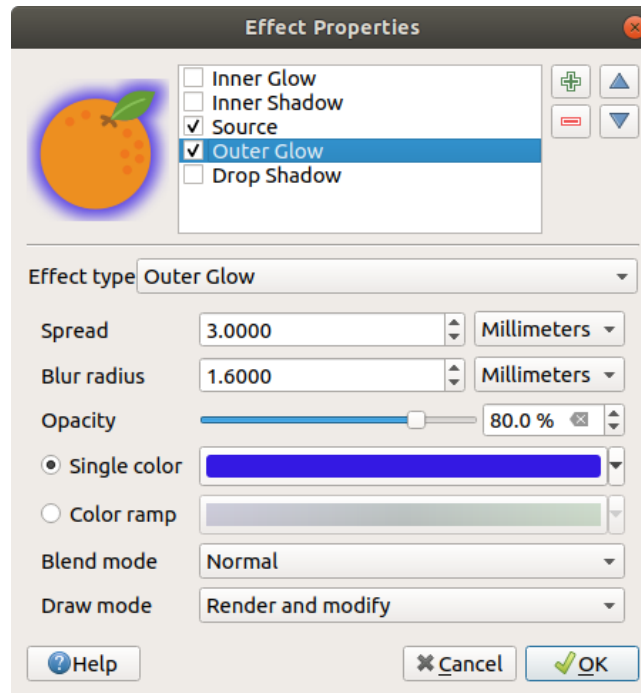 Effect Properties
Inner Glow
Inner Shadow
Source
Outer Glow
Drop Shadow
Effect type Outer Glow
Spread 3.0000 Millimeters
Blur radius 1.6000 Millimeters
Opacity 80.0 %
Single color
Color ramp
Blend mode Normal
Draw mode Render and modify
Help Cancel OK